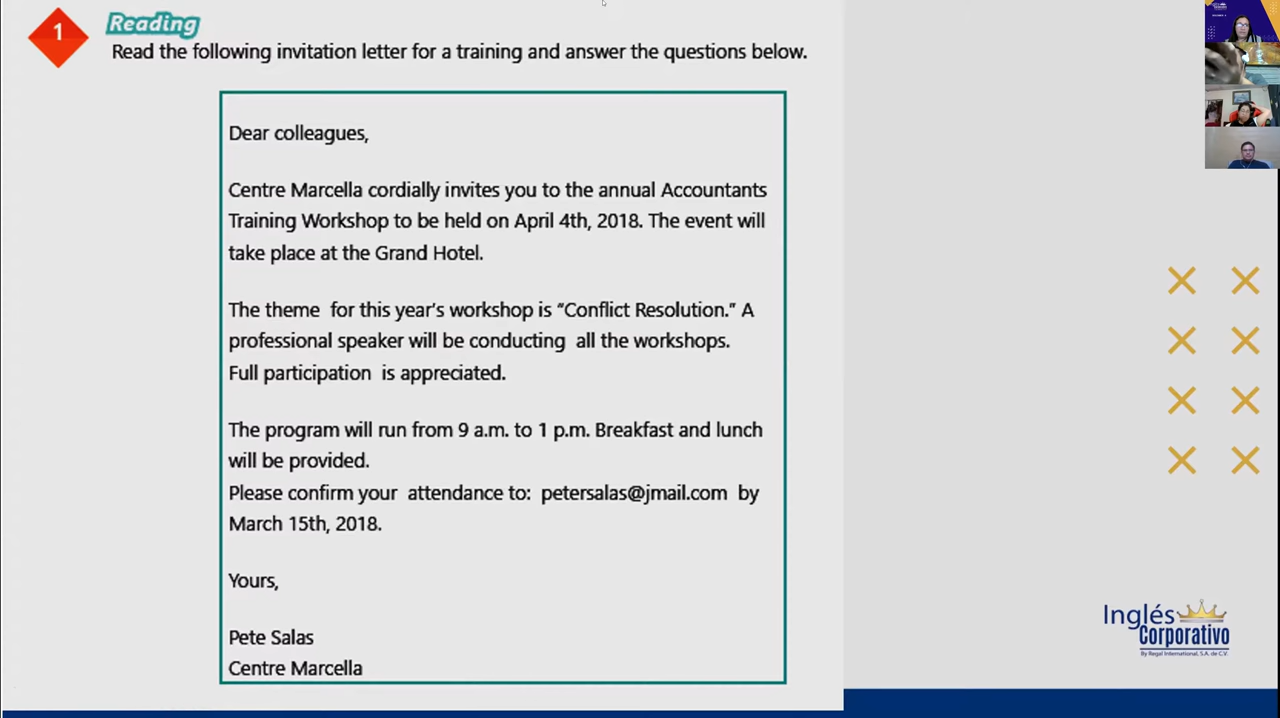 1
Reading
Read the following invitation letter for a training and answer the questions below.
Dear colleagues,
Centre Marcella cordially invites you to the annual Accountants
Training Workshop to be held on April 4th, 2018. The event will
take place at the Grand Hotel.
The theme for this year's workshop is “Conflict Resolution.” A
professional speaker will be conducting all the workshops.
Full participation is appreciated.
The program will run from 9 a.m. to 1 p.m. Breakfast and lunch
will be provided.
Please confirm your attendance to: petersalas@jmail.com by
March 15th, 2018.
Yours,
Pete Salas
Centre Marcella
Inglés
Corporativo
By Regal International, S.A. de C.V.